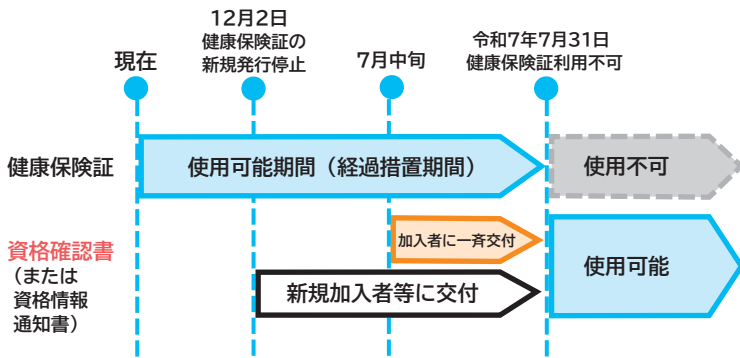 現在
12月2日
健康保険証の
新規発行停止
7月中旬
令和7年7月31日
健康保険証利用不可
健康保険証
使用可能期間（経過措置期間）
使用不可
資格確認書
（または
資格情報
通知書）
加入者に一斉交付
新規加入者等に交付
使用可能